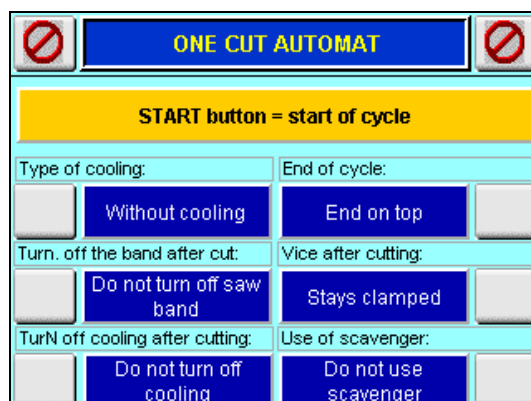 ONE CUT AUTOMAT
START button = start of cycle
Type of cooling:
End of cycle:
Without cooling
End on top
Turn. off the band after cut:
Vice after cutting:
Do not turn off saw
band
Stays clamped
TurN off cooling after cutting:
Use of scavenger:
Do not turn off
cooling
Do not use
scavenger